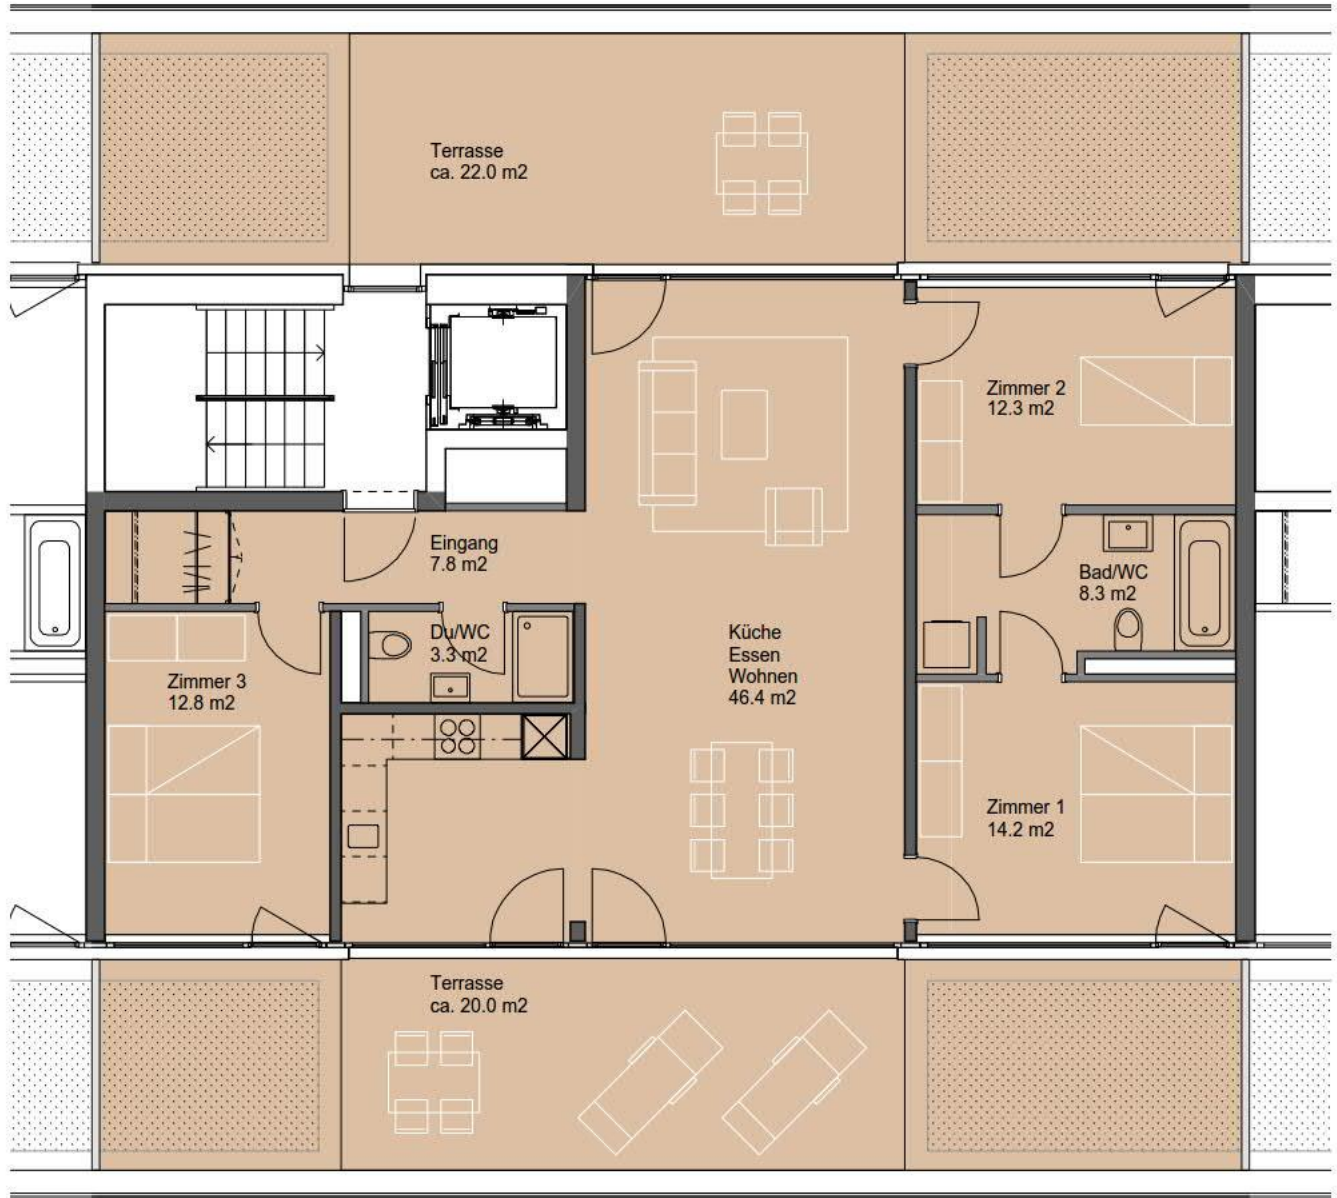 Terrasse
ca. 22.0 m2
Zimmer 2
12.3 m2
Eingang
7.8 m2
Bad/WC
8.3 m2
Du/WC
3.3 m2
Küche
Essen
Wohnen
46.4 m2
Zimmer 3
12.8 m2
Zimmer 1
14.2 m2
Terrasse
ca. 20.0 m2